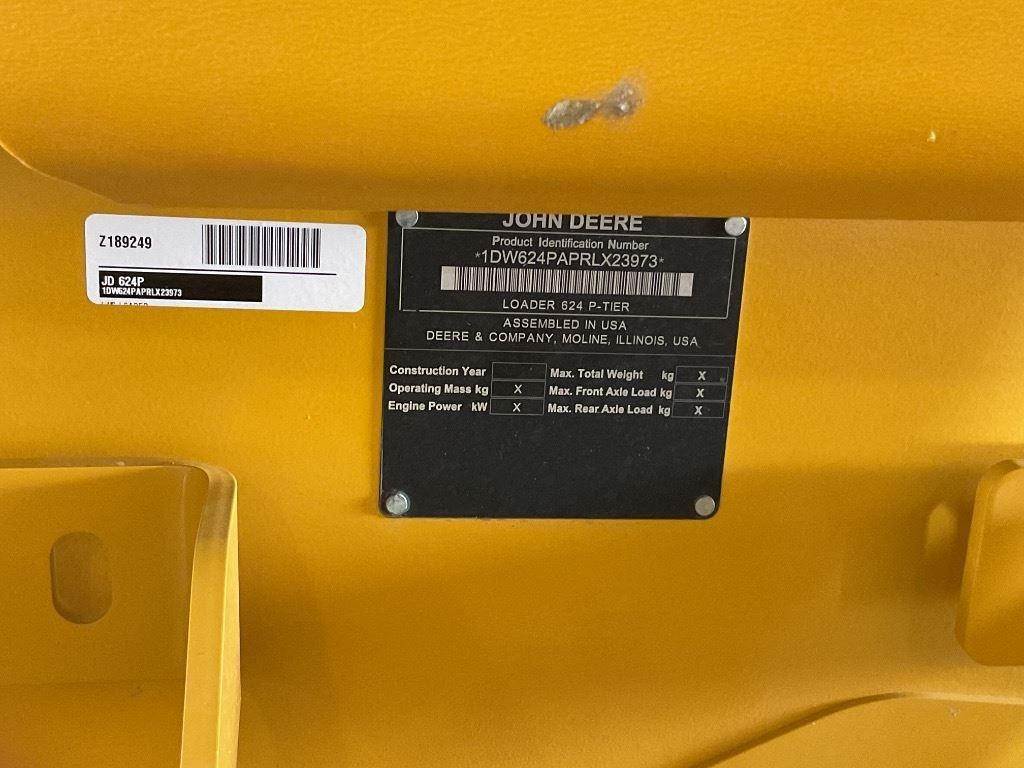 Z189249
JD 624P
1DW624PAPRLX23973
JOHN DEERE
Product Identification Number
*1DW624PAPRLX23973*
LOADER 624 P-TIER
ASSEMBLED IN USA
DEERE & COMPANY, MOLINE, ILLINOIS, USA
Construction Year Max. Total Weight kg X
Operating Mass kg X Max. Front Axle Load kg X
Engine Power kW X Max. Rear Axle Load kg X